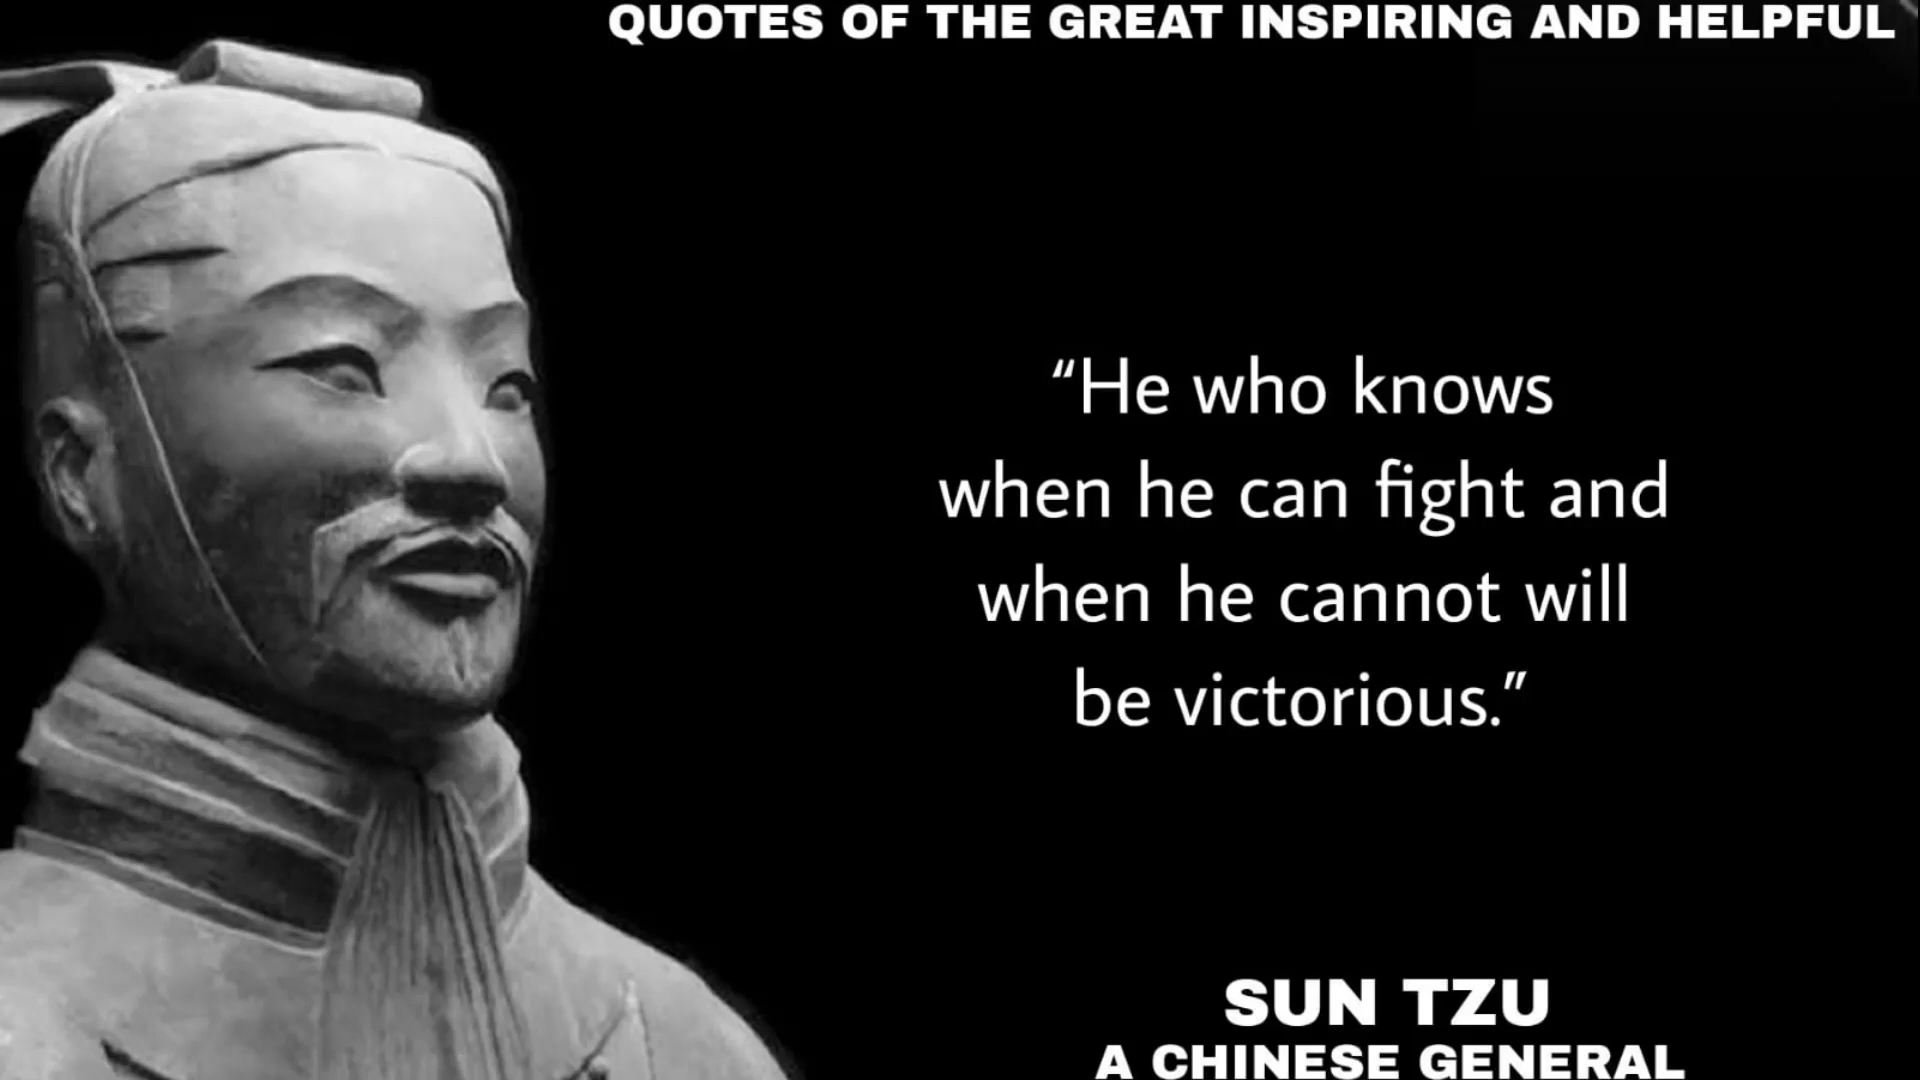 QUOTES OF THE GREAT INSPIRING AND HELPFUL
“He who knows
when he can fight and
when he cannot will
be victorious.”
SUN TZU
A CHINESE GENERAL